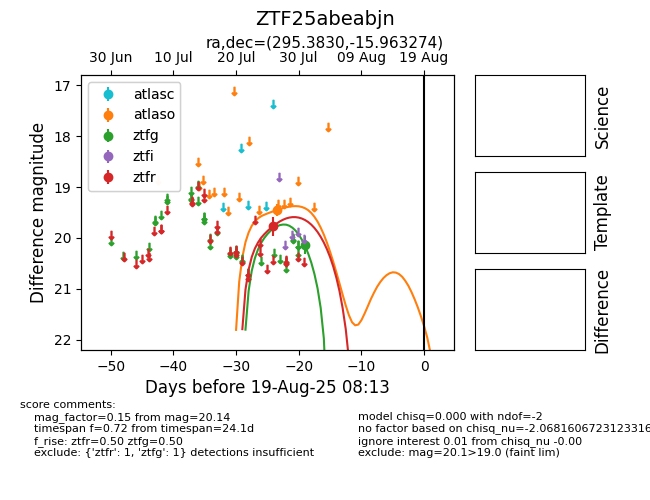 ZTF25abeabjn
ra,dec=(295.3830,-15.963274)
30 Jun
10 Jul
20 Jul
30 Jul
09 Aug
19 Aug
17
18
19
20
21
22
Difference magnitude
atlasc
atlaso
ztfg
ztfi
ztfr
−50
−40
−30
−20
−10
0
Days before 19-Aug-25 08:13
Science
Template
Difference
score comments:
mag_factor=0.15 from mag=20.14
timespan f=0.72 from timespan=24.1d
f_rise: ztfr=0.50 ztfg=0.50
exclude: {'ztfr': 1, 'ztfg': 1} detections insufficient
model chisq=0.000 with ndof=-2
no factor based on chisq_nu=-2.0681606723123316
ignore interest 0.01 from chisq_nu -0.00
exclude: mag=20.1>19.0 (faint lim)